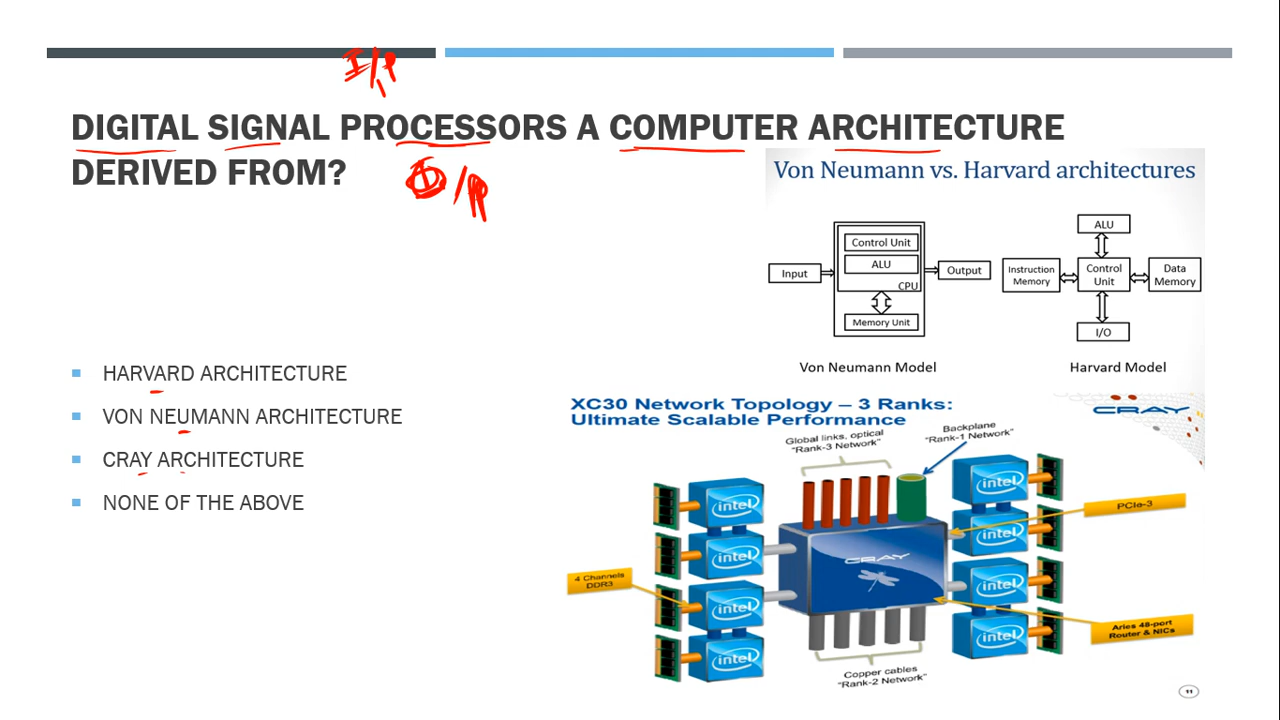 I/P
DIGITAL SIGNAL PROCESSORS A COMPUTER ARCHITECTURE
DERIVED FROM?
O/P
Von Neumann vs. Harvard architectures
Input
Control Unit
ALU
CPU
Memory Unit
Output
Von Neumann Model
ALU
Instruction
Memory
Control
Unit
Data
Memory
I/O
Harvard Model
HARVARD ARCHITECTURE
VON NEUMANN ARCHITECTURE
CRAY ARCHITECTURE
NONE OF THE ABOVE
XC30 Network Topology – 3 Ranks:
Ultimate Scalable Performance
CRAY
Global links, optical
"Rank-3 Network"
Backplane
"Rank-1 Network"
intel
intel
intel
intel
CRAY
intel
intel
intel
intel
PCIe-3
4 Channels
DDR3
Aries 48-port
Router & NICs
Copper cables
"Rank-2 Network"
11